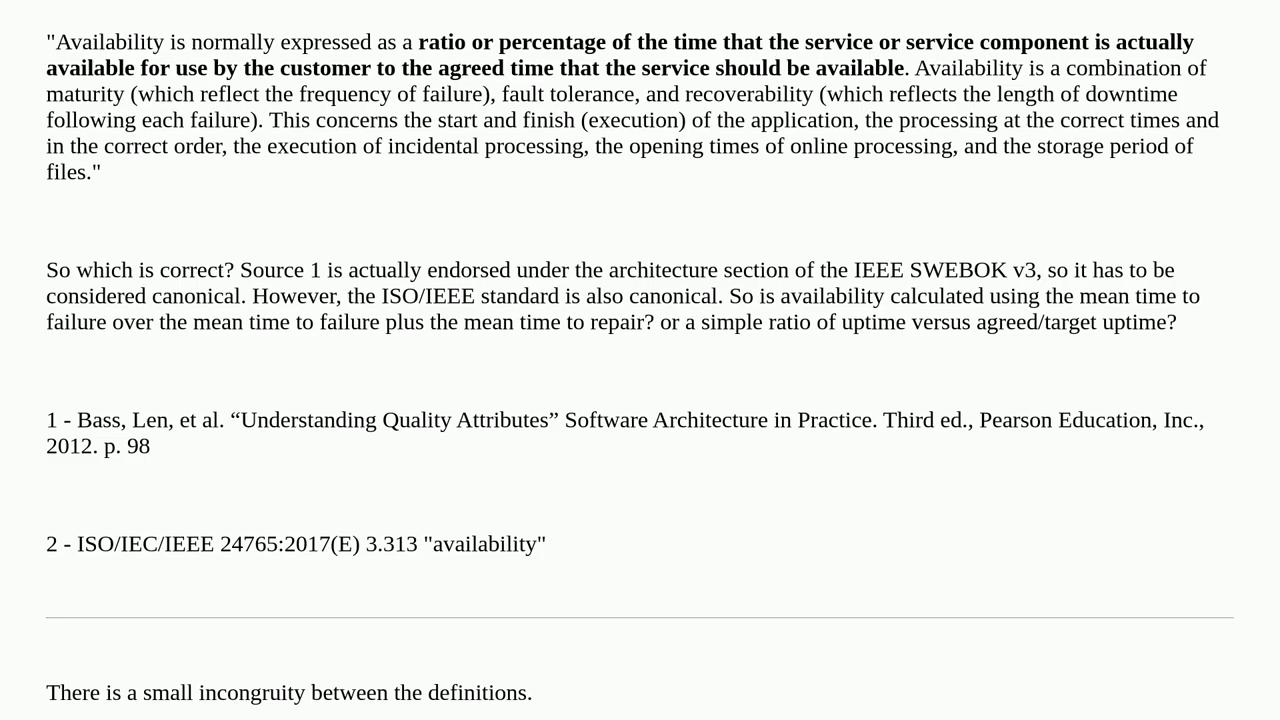 "Availability is normally expressed as a ratio or percentage of the time that the service or service component is actually
available for use by the customer to the agreed time that the service should be available. Availability is a combination of
maturity (which reflect the frequency of failure), fault tolerance, and recoverability (which reflects the length of downtime
following each failure). This concerns the start and finish (execution) of the application, the processing at the correct times and
in the correct order, the execution of incidental processing, the opening times of online processing, and the storage period of
files."
So which is correct? Source 1 is actually endorsed under the architecture section of the IEEE SWEBOK v3, so it has to be
considered canonical. However, the ISO/IEEE standard is also canonical. So is availability calculated using the mean time to
failure over the mean time to failure plus the mean time to repair? or a simple ratio of uptime versus agreed/target uptime?
1 - Bass, Len, et al. “Understanding Quality Attributes” Software Architecture in Practice. Third ed., Pearson Education, Inc.,
2012. p. 98
2 - ISO/IEC/IEEE 24765:2017(E) 3.313 "availability"
There is a small incongruity between the definitions.